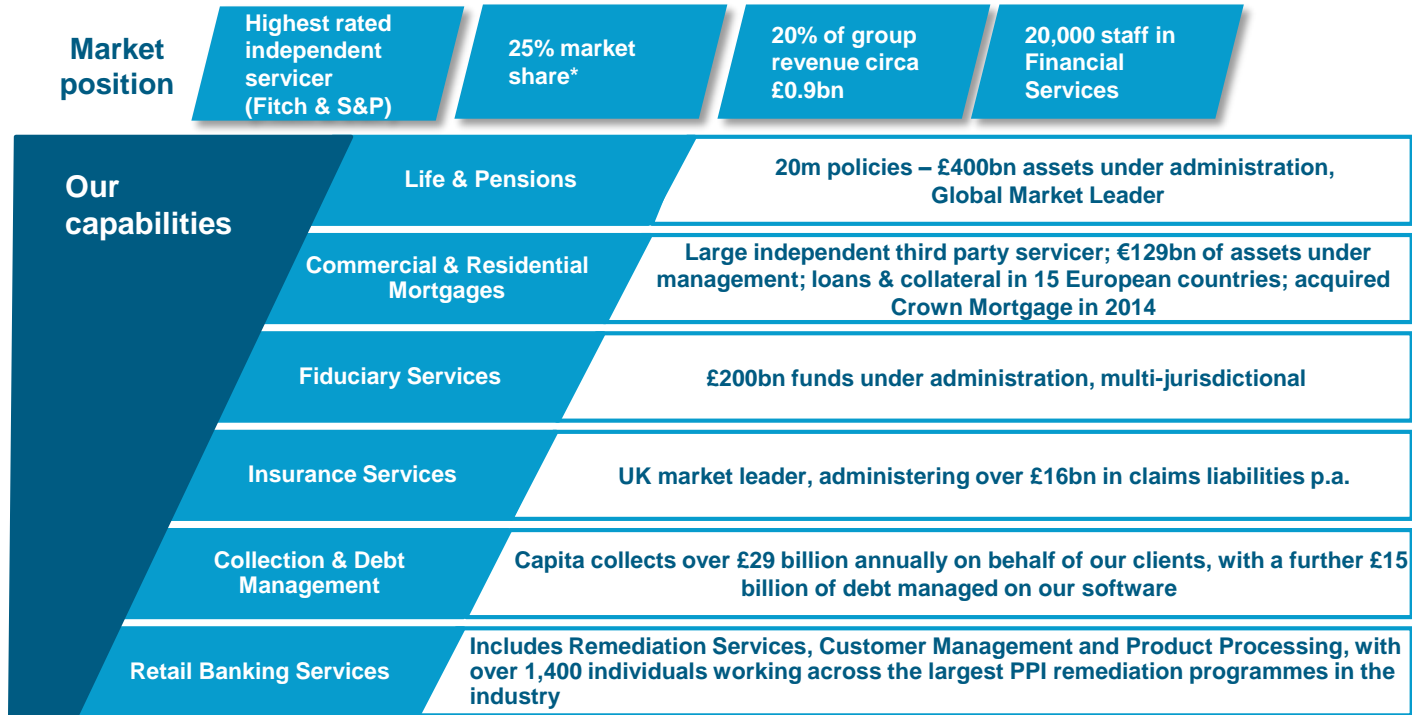 Market
position
Highest rated
independent
servicer
(Fitch & S&P)
25% market
share*
20% of group
revenue circa
£0.9bn
20,000 staff in
Financial
Services
Our
capabilities
Life & Pensions
20m policies – £400bn assets under administration,
Global Market Leader
Commercial & Residential
Mortgages
Large independent third party servicer; €129bn of assets under
management; loans & collateral in 15 European countries; acquired
Crown Mortgage in 2014
Fiduciary Services
£200bn funds under administration, multi-jurisdictional
Insurance Services
UK market leader, administering over £16bn in claims liabilities p.a.
Collection & Debt
Management
Capita collects over £29 billion annually on behalf of our clients, with a further £15
billion of debt managed on our software
Retail Banking Services
Includes Remediation Services, Customer Management and Product Processing, with
over 1,400 individuals working across the largest PPI remediation programmes in the
industry